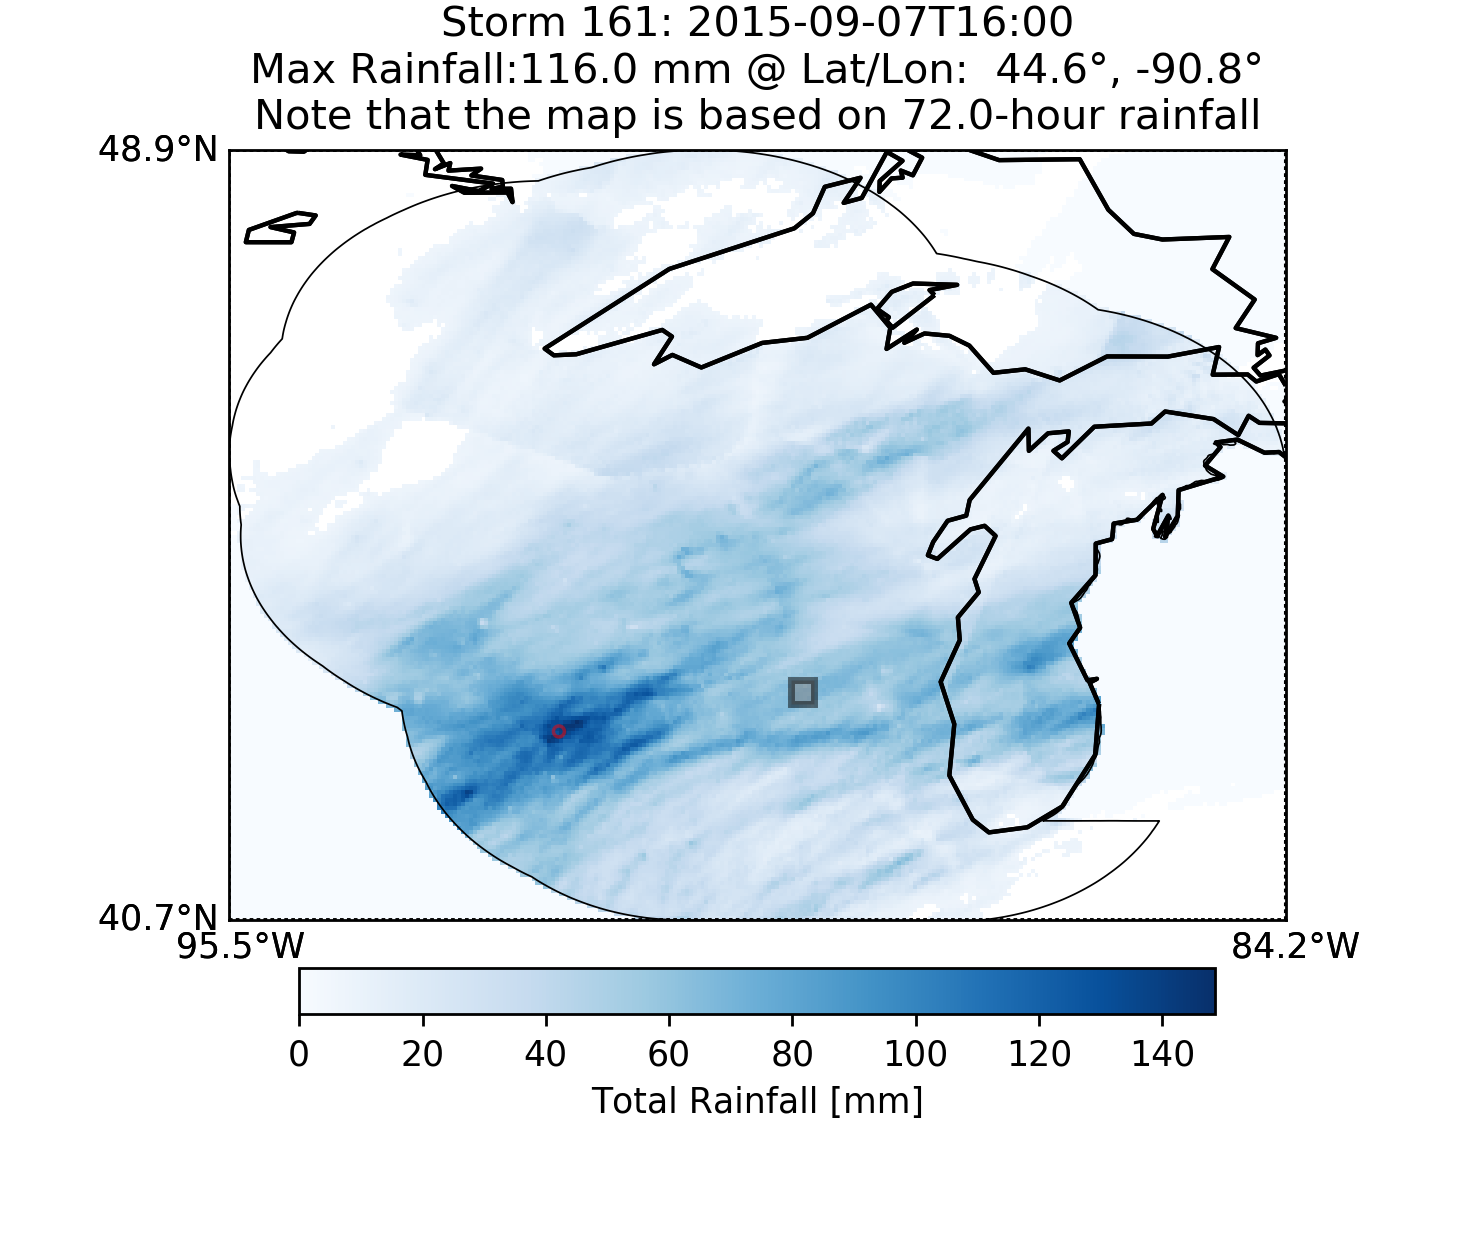 Storm 161: 2015-09-07T16:00
Max Rainfall:116.0 mm @ Lat/Lon:  44.6°, -90.8°
Note that the map is based on 72.0-hour rainfall
48.9°N
40.7°N
95.5°W 84.2°W
0 20 40 60 80 100 120 140
Total Rainfall [mm]